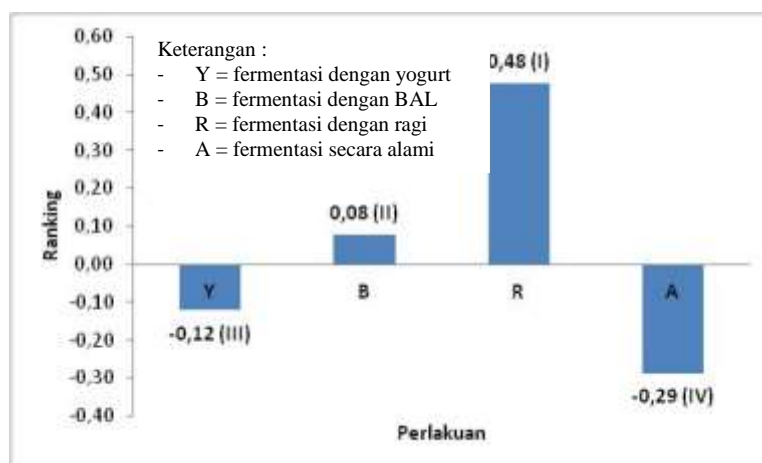 Keterangan :
- Y = fermentasi dengan yogurt
- B = fermentasi dengan BAL
- R = fermentasi dengan ragi
- A = fermentasi secara alami
0,60
0,50
0,40
0,30
0,20
0,10
0,00
-0,10
-0,20
-0,30
-0,40
Ranking
0,48 (I)
0,08 (II)
-0,12 (III)
-0,29 (IV)
Y B R A
Perlakuan